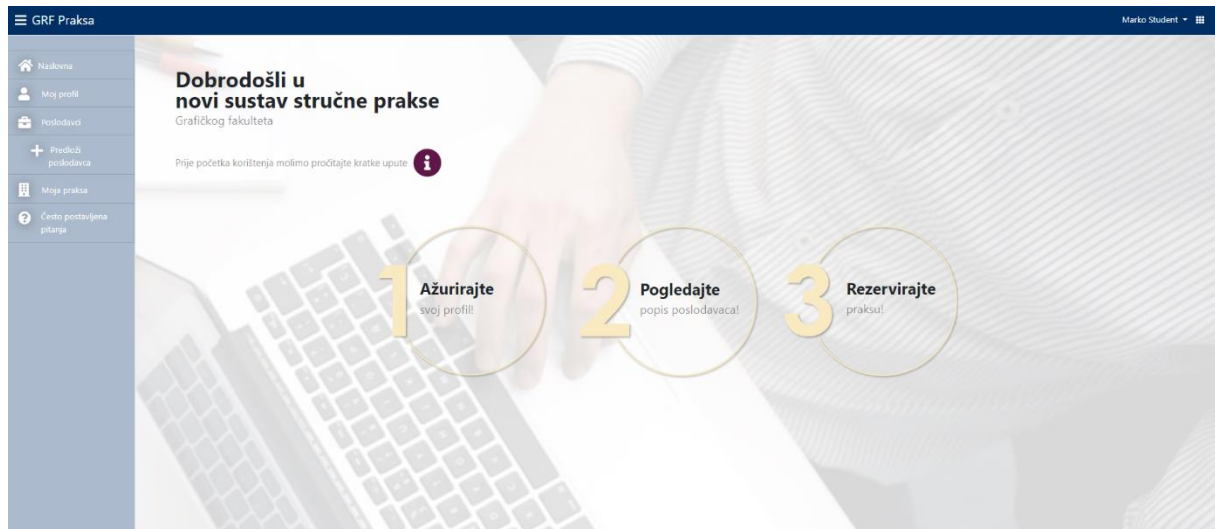 GRF Praksa
Marko Student
Naslovna
Moj profil
Poslodavci
Predloži
poslodavca
Moja praksa
Često postavljena
pitanja
Dobrodošli u
novi sustav stručne prakse
Grafičkog fakulteta
Prije početka korištenja molimo pročitajte kratke upute
1
Ažurirajte
svoj profil!
2
Pogledajte
popis poslodavaca!
3
Rezervirajte
praksu!